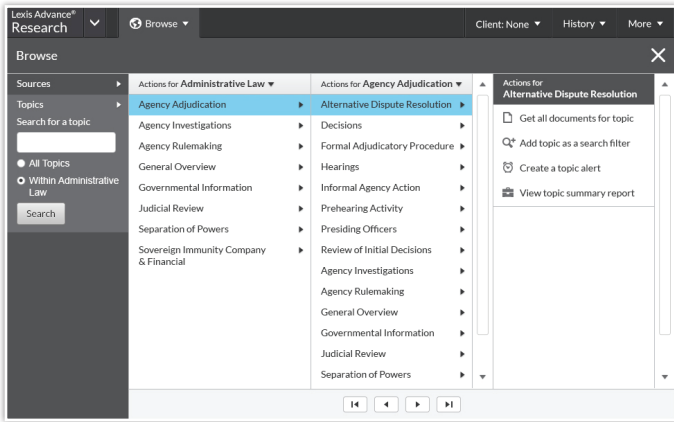 Lexis Advance®
Research
Browse
Client: None
History
More
Browse
Sources
Topics
Search for a topic
All Topics
Within Administrative
Law
Search
Actions for Administrative Law
Agency Adjudication
Agency Investigations
Agency Rulemaking
General Overview
Governmental Information
Judicial Review
Separation of Powers
Sovereign Immunity Company
& Financial
Actions for Agency Adjudication
Alternative Dispute Resolution
Decisions
Formal Adjudicatory Procedure
Hearings
Informal Agency Action
Prehearing Activity
Presiding Officers
Review of Initial Decisions
Agency Investigations
Agency Rulemaking
General Overview
Governmental Information
Judicial Review
Separation of Powers
Actions for
Alternative Dispute Resolution
Get all documents for topic
Add topic as a search filter
Create a topic alert
View topic summary report